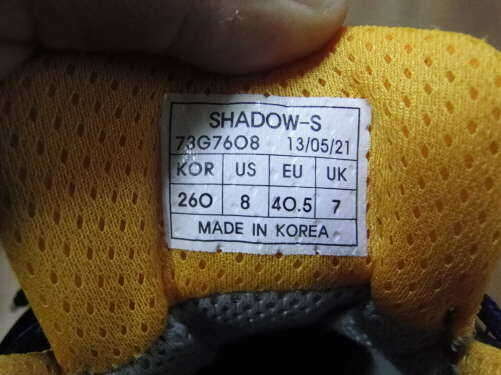 SHADOW-S
73G7608 13/05/21
KOR US EU UK
260 8 40.5 7
MADE IN KOREA